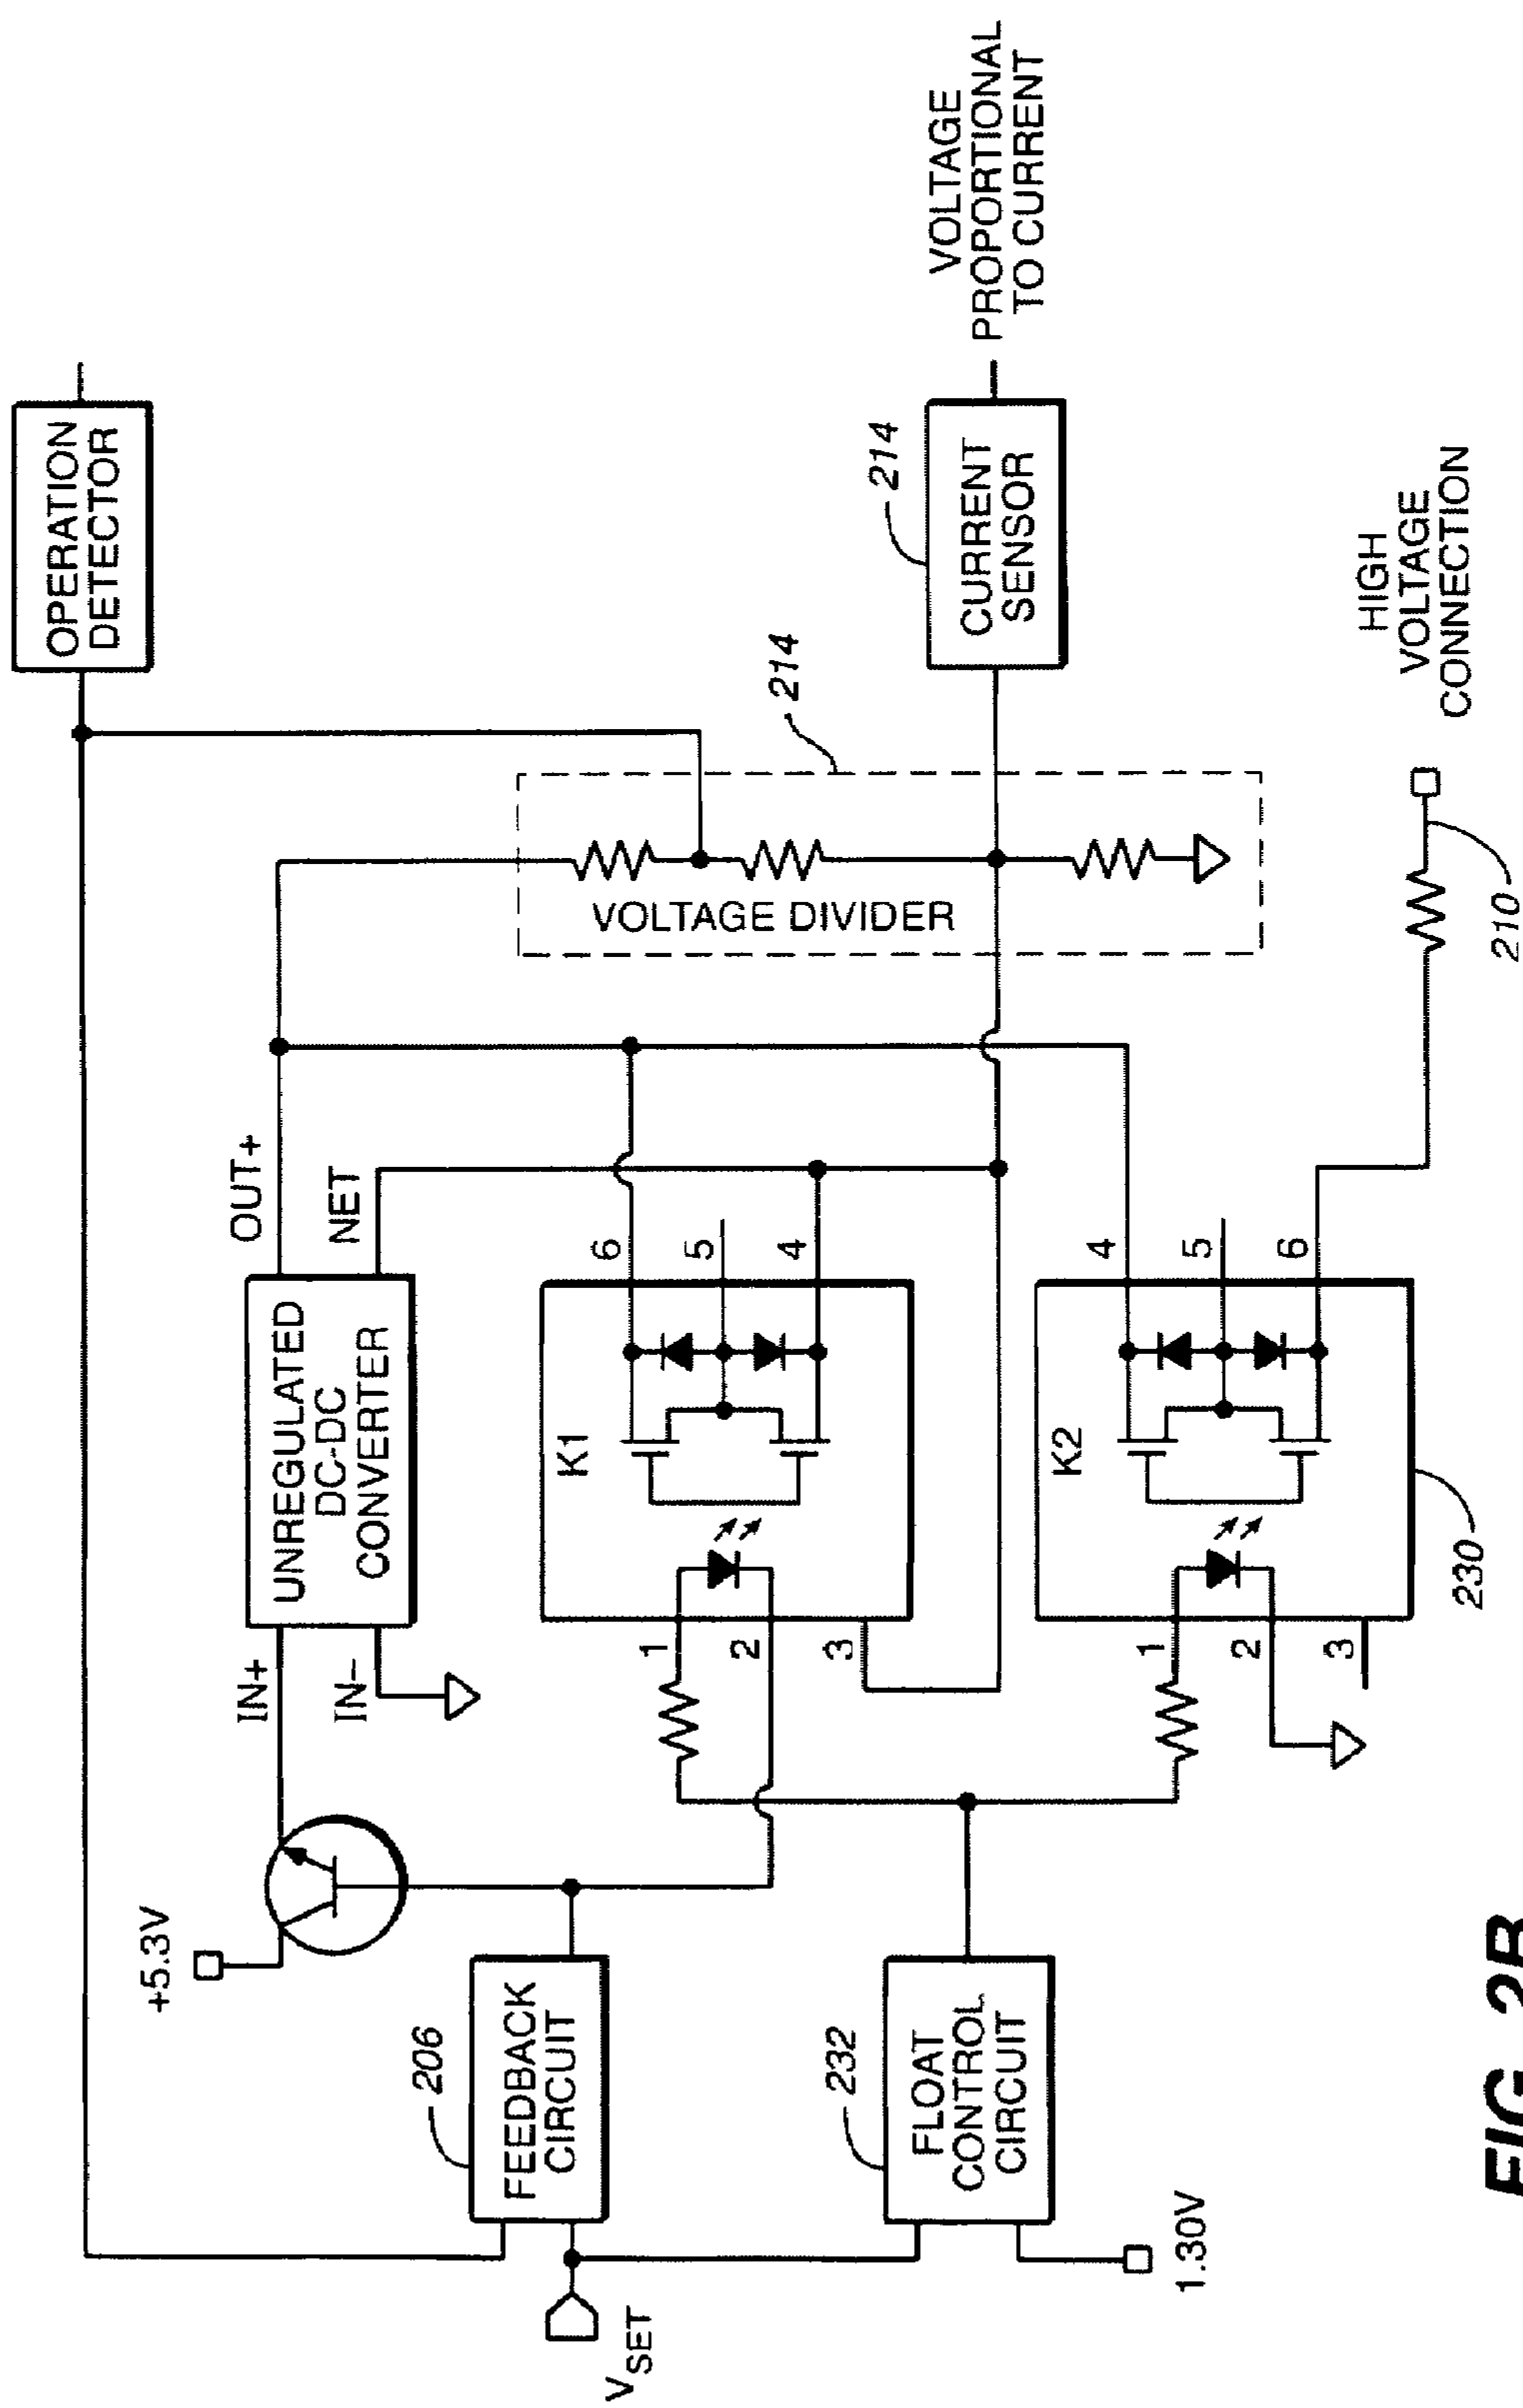 OPERATION
DETECTOR
+5.3V
IN+
IN−
UNREGULATED
DC-DC
CONVERTER
OUT+
NET
206
FEEDBACK
CIRCUIT
V
SET
232
FLOAT
CONTROL
CIRCUIT
1.30V
K1
1
2
3
6
5
4
K2
1
2
3
4
5
6
230
VOLTAGE DIVIDER
214
214
CURRENT
SENSOR
VOLTAGE
PROPORTIONAL
TO CURRENT
HIGH
VOLTAGE
CONNECTION
210
FIG. 2B